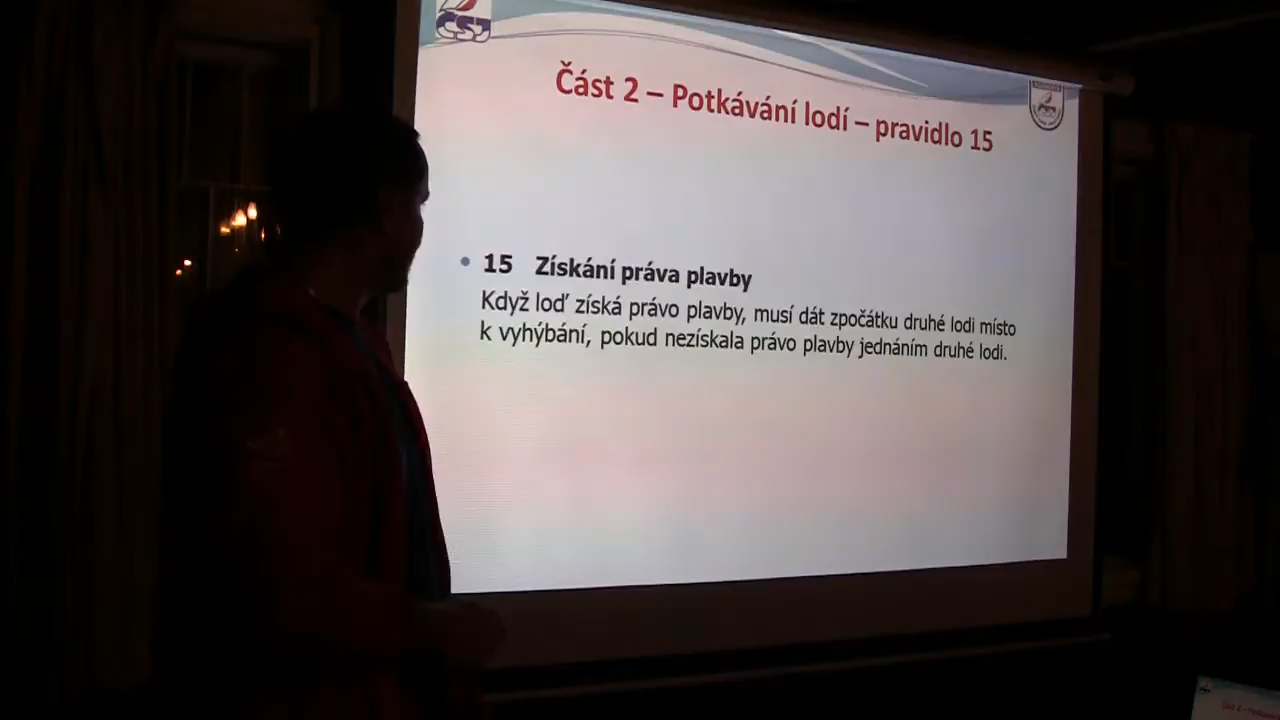 ČSJ
Část 2 – Potkávání lodí – pravidlo 15
15 Získání práva plavby
Když loď získá právo plavby, musí dát zpočátku druhé lodi místo
k vyhýbání, pokud nezískala právo plavby jednáním druhé lodi.